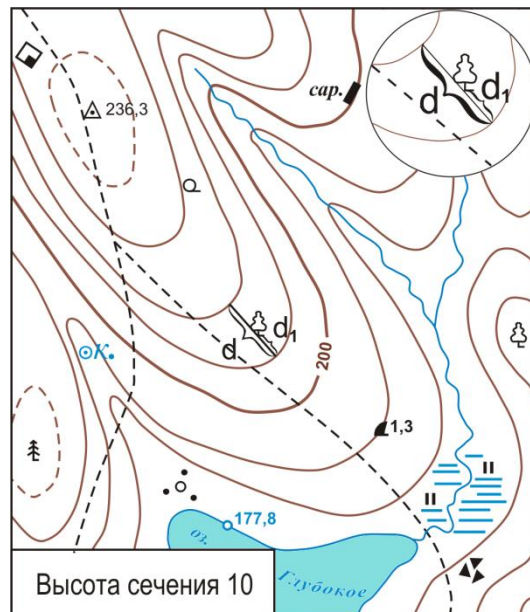 сар.
d d₁
236,3
d d₁
200
К.
1,3
177,8
оз. Глубокое
Высота сечения 10